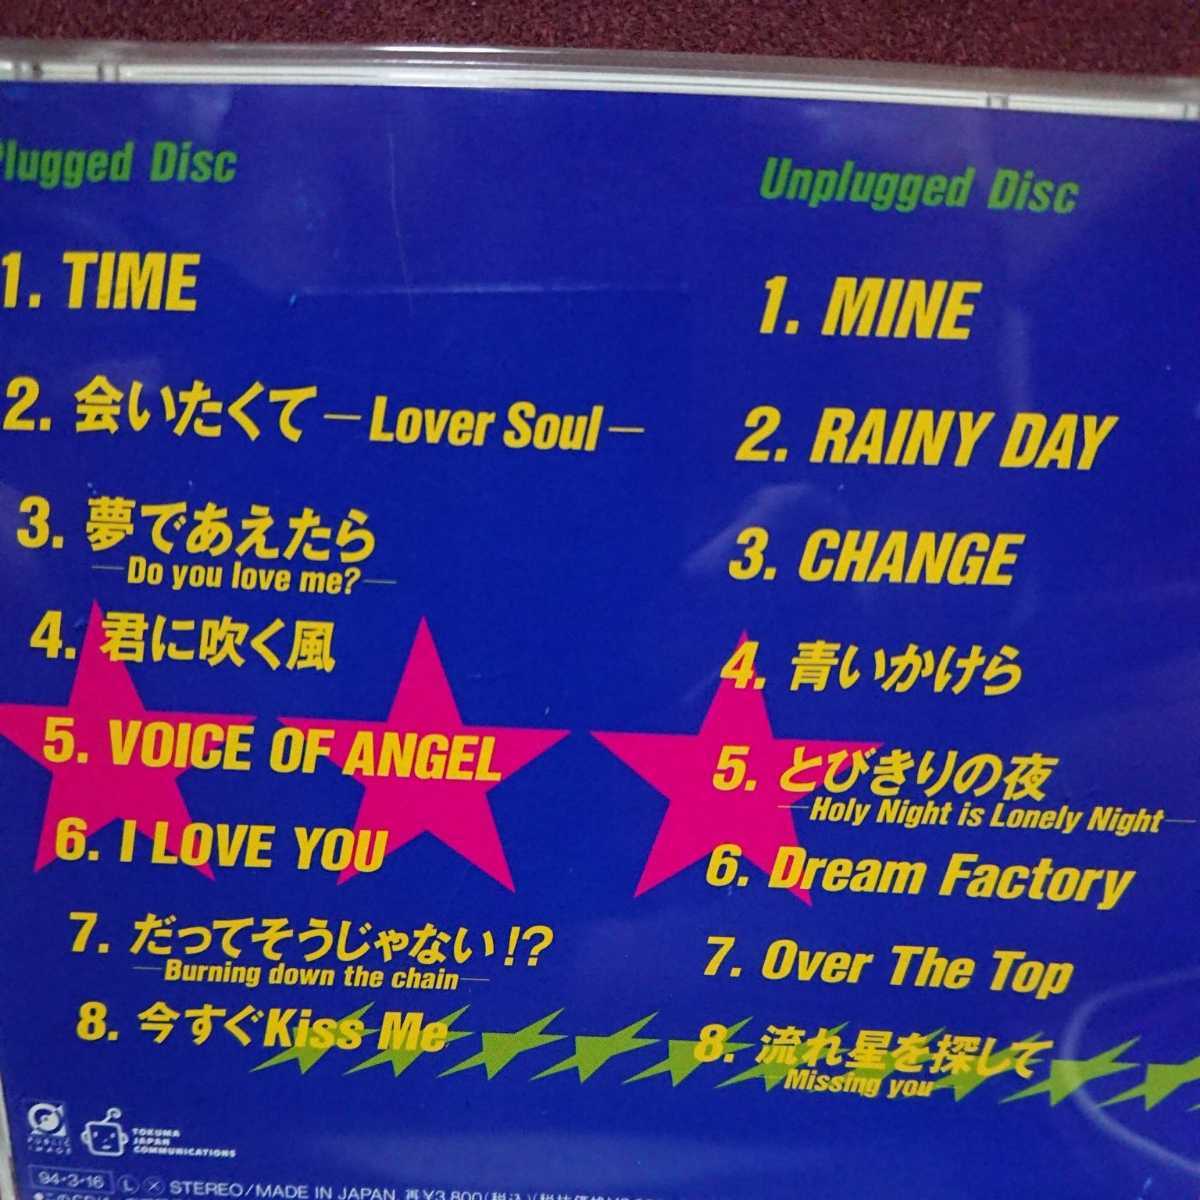 Plugged Disc
1. TIME
2. 会いたくて—Lover Soul—
3. 夢であえたら
—Do you love me?—
4. 君に吹く風
5. VOICE OF ANGEL
6. I LOVE YOU
7. だってそうじゃない!?
—Burning down the chain—
8. 今すぐKiss Me
Unplugged Disc
1. MINE
2. RAINY DAY
3. CHANGE
4. 青いかけら
5. とびきりの夜
—Holy Night is Lonely Night—
6. Dream Factory
7. Over The Top
8. 流れ星を探して
Missing you
PUBLIC
IMAGE
TOKUMA
JAPAN
COMMUNICATIONS
94·3·16 L X STEREO/MADE IN JAPAN 再¥3,800(税込)